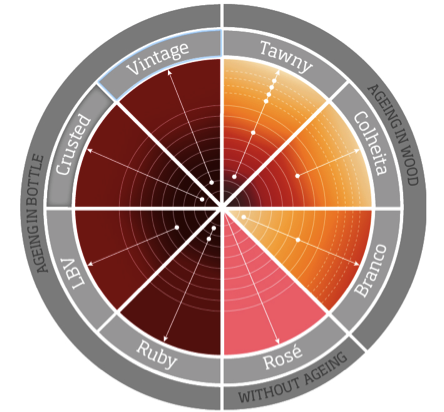 Vintage
Tawny
Colheita
Branco
Rosé
Ruby
LBV
Crusted
AGEING IN BOTTLE
AGEING IN WOOD
WITHOUT AGEING